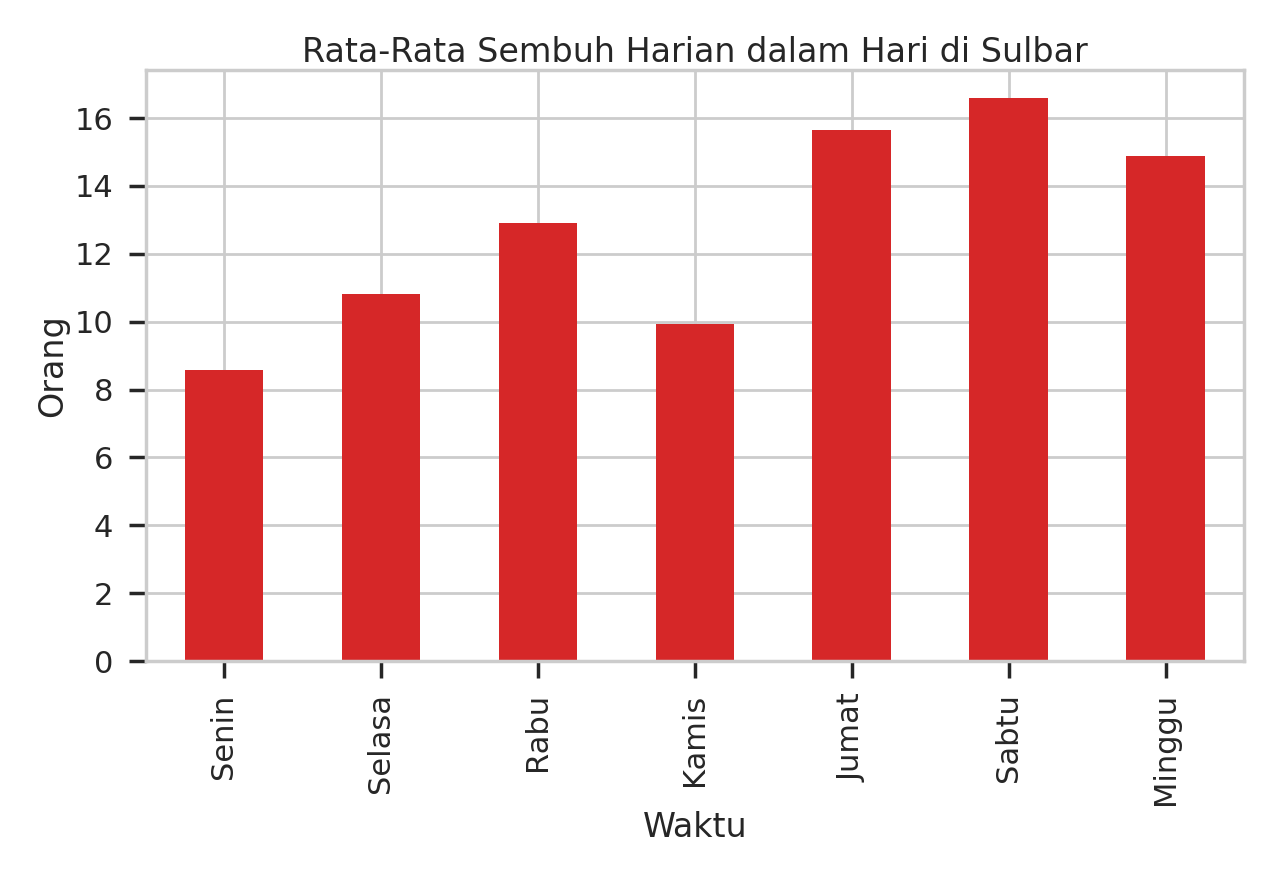 Rata-Rata Sembuh Harian dalam Hari di Sulbar
Orang
16
14
12
10
8
6
4
2
0
Senin
Selasa
Rabu
Kamis
Jumat
Sabtu
Minggu
Waktu